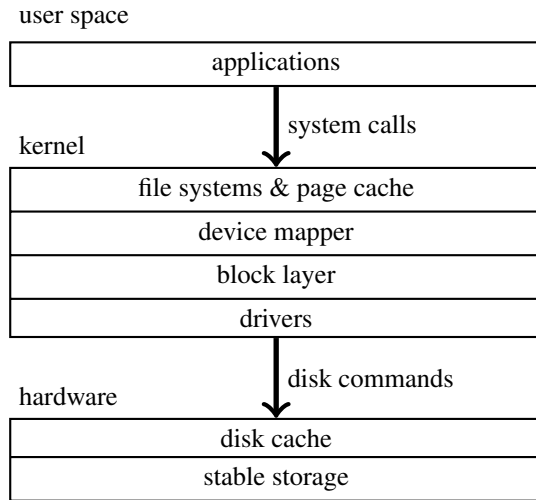 user space
applications
system calls
kernel
file systems & page cache
device mapper
block layer
drivers
disk commands
hardware
disk cache
stable storage